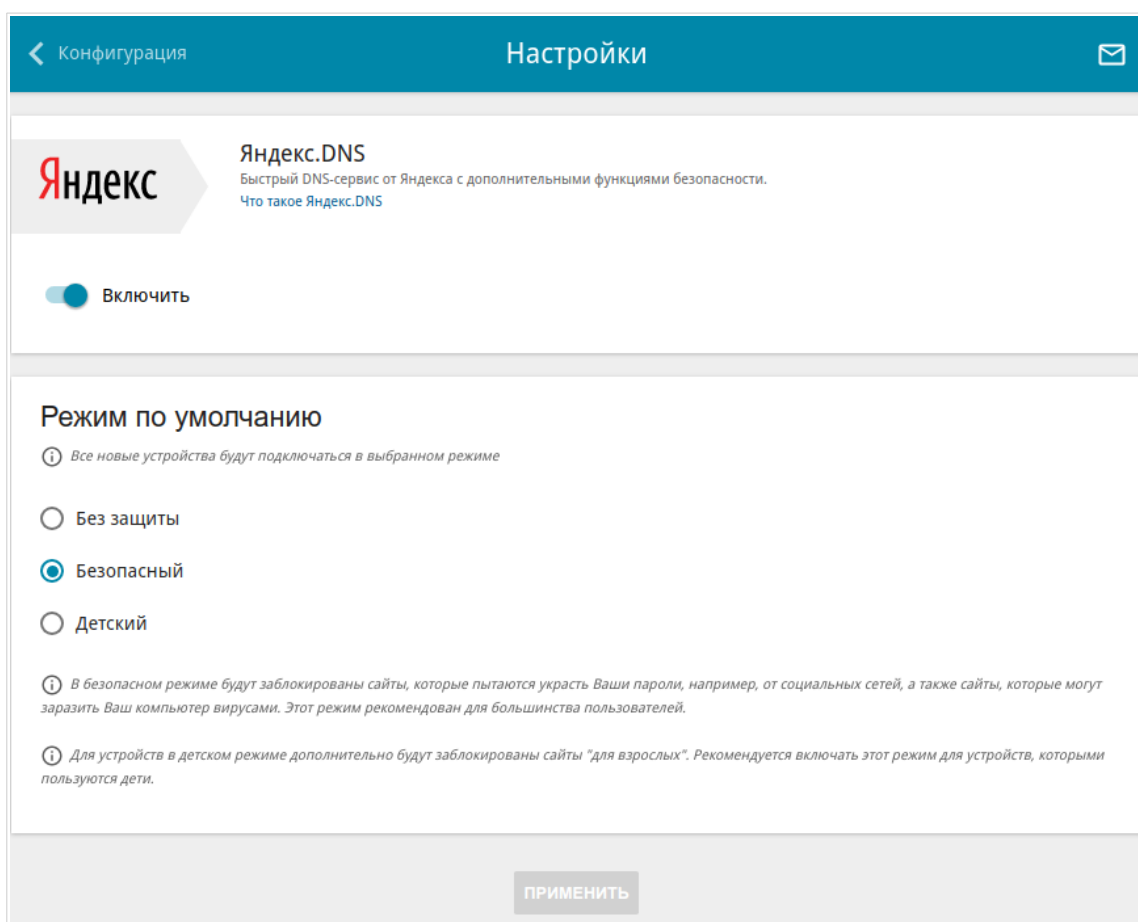 Конфигурация
Настройки
Яндекс
Яндекс.DNS
Быстрый DNS-сервис от Яндекса с дополнительными функциями безопасности.
Что такое Яндекс.DNS
Включить
Режим по умолчанию
Все новые устройства будут подключаться в выбранном режиме
Без защиты
Безопасный
Детский
В безопасном режиме будут заблокированы сайты, которые пытаются украсть Ваши пароли, например, от социальных сетей, а также сайты, которые могут
заразить Ваш компьютер вирусами. Этот режим рекомендован для большинства пользователей.
Для устройств в детском режиме дополнительно будут заблокированы сайты "для взрослых". Рекомендуется включать этот режим для устройств, которыми
пользуются дети.
ПРИМЕНИТЬ